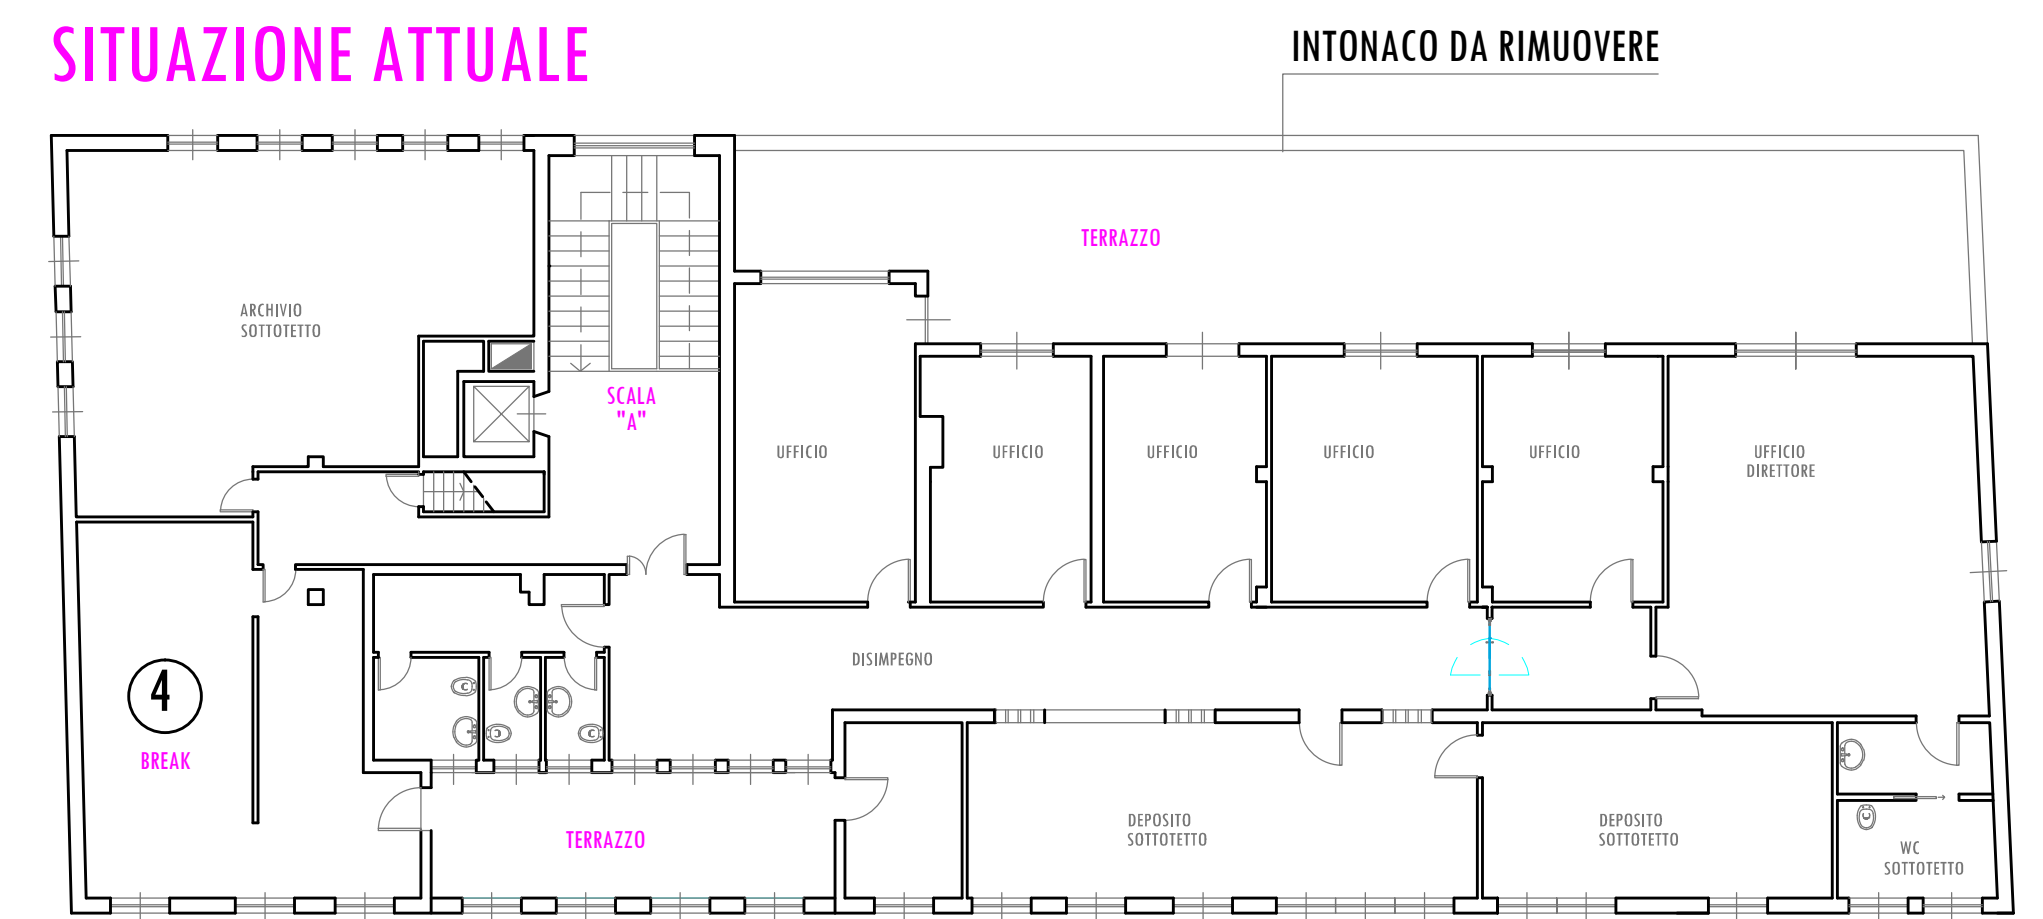 SITUAZIONE ATTUALE
INTONACO DA RIMUOVERE
TERRAZZO
ARCHIVIO
SOTTOTETTO
SCALA
"A"
UFFICIO
UFFICIO
UFFICIO
UFFICIO
UFFICIO
UFFICIO
DIRETTORE
DISIMPEGNO
4
BREAK
TERRAZZO
DEPOSITO
SOTTOTETTO
DEPOSITO
SOTTOTETTO
WC
SOTTOTETTO